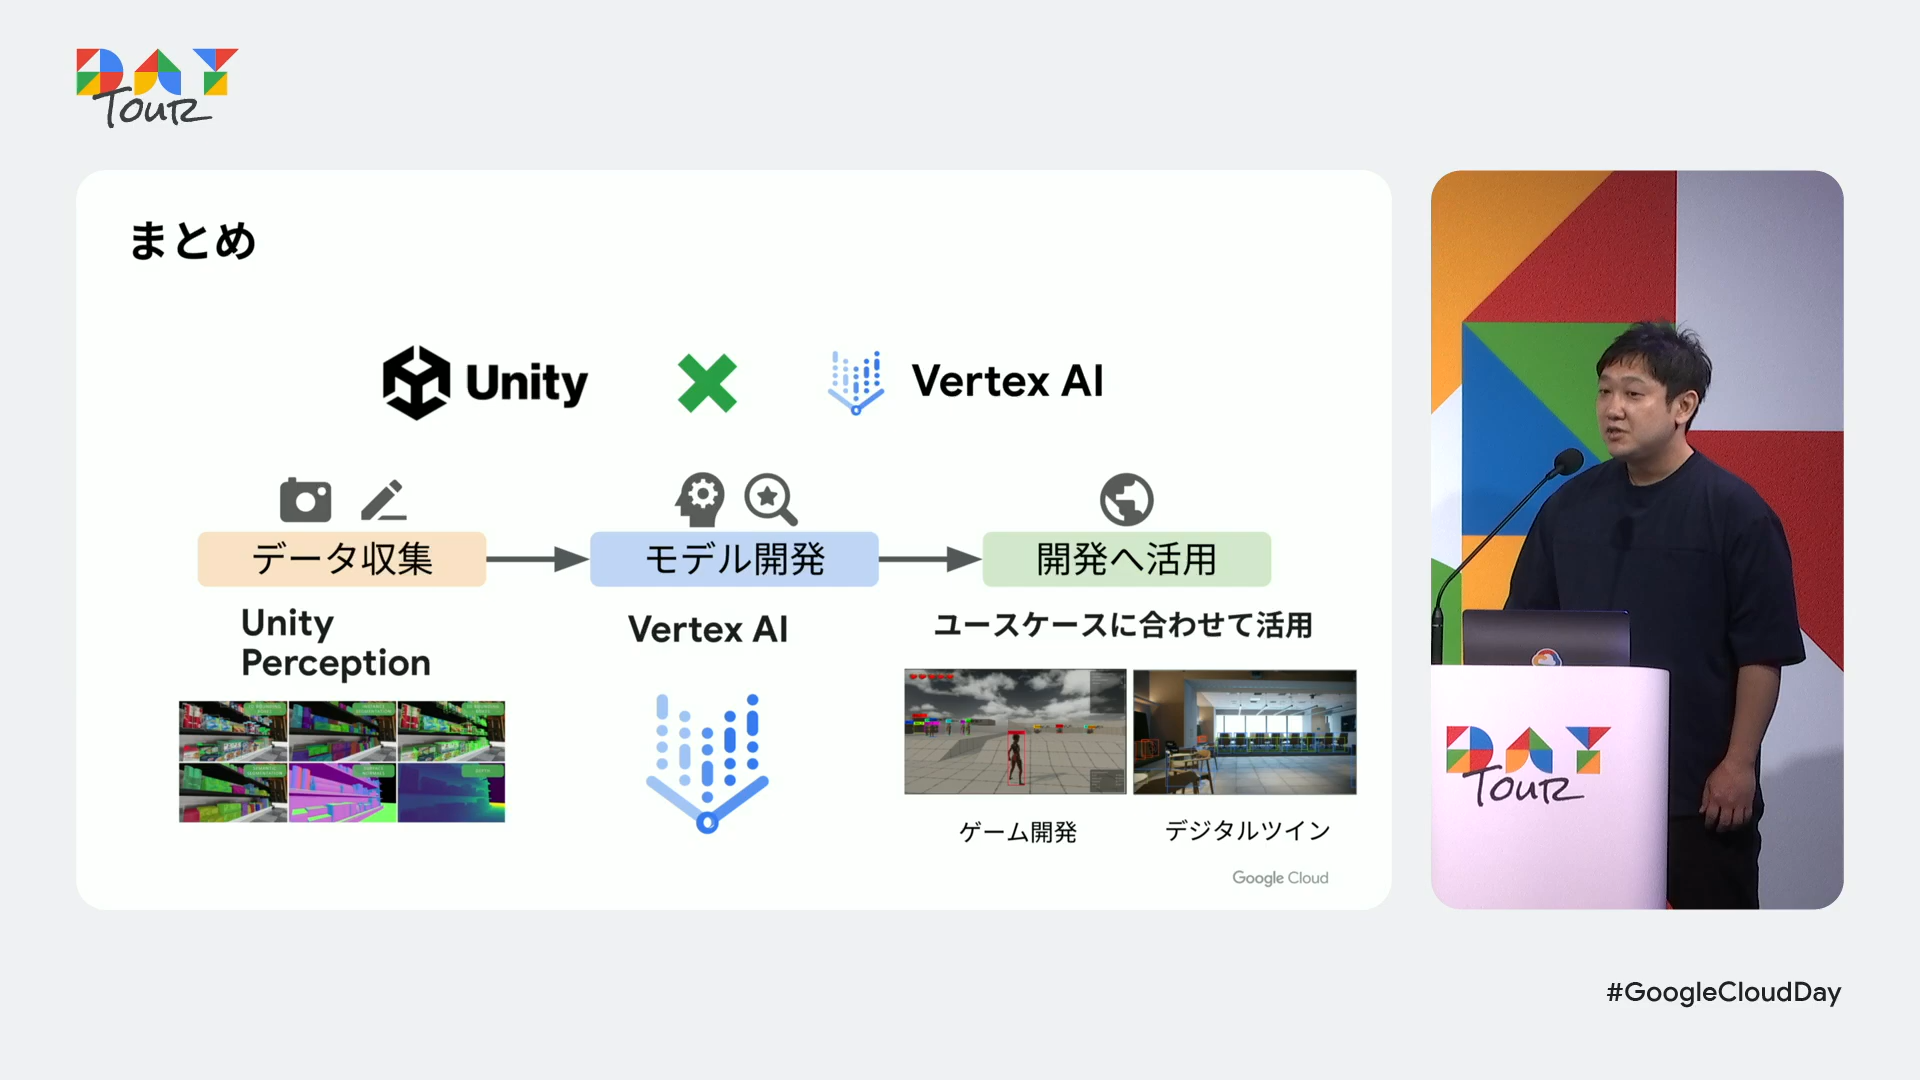 DAY
Tour
まとめ
Unity
Vertex AI
データ収集
モデル開発
開発へ活用
Unity
Perception
Vertex AI
ユースケースに合わせて活用
ゲーム開発
デジタルツイン
Google Cloud
DAY
Tour
#GoogleCloudDay